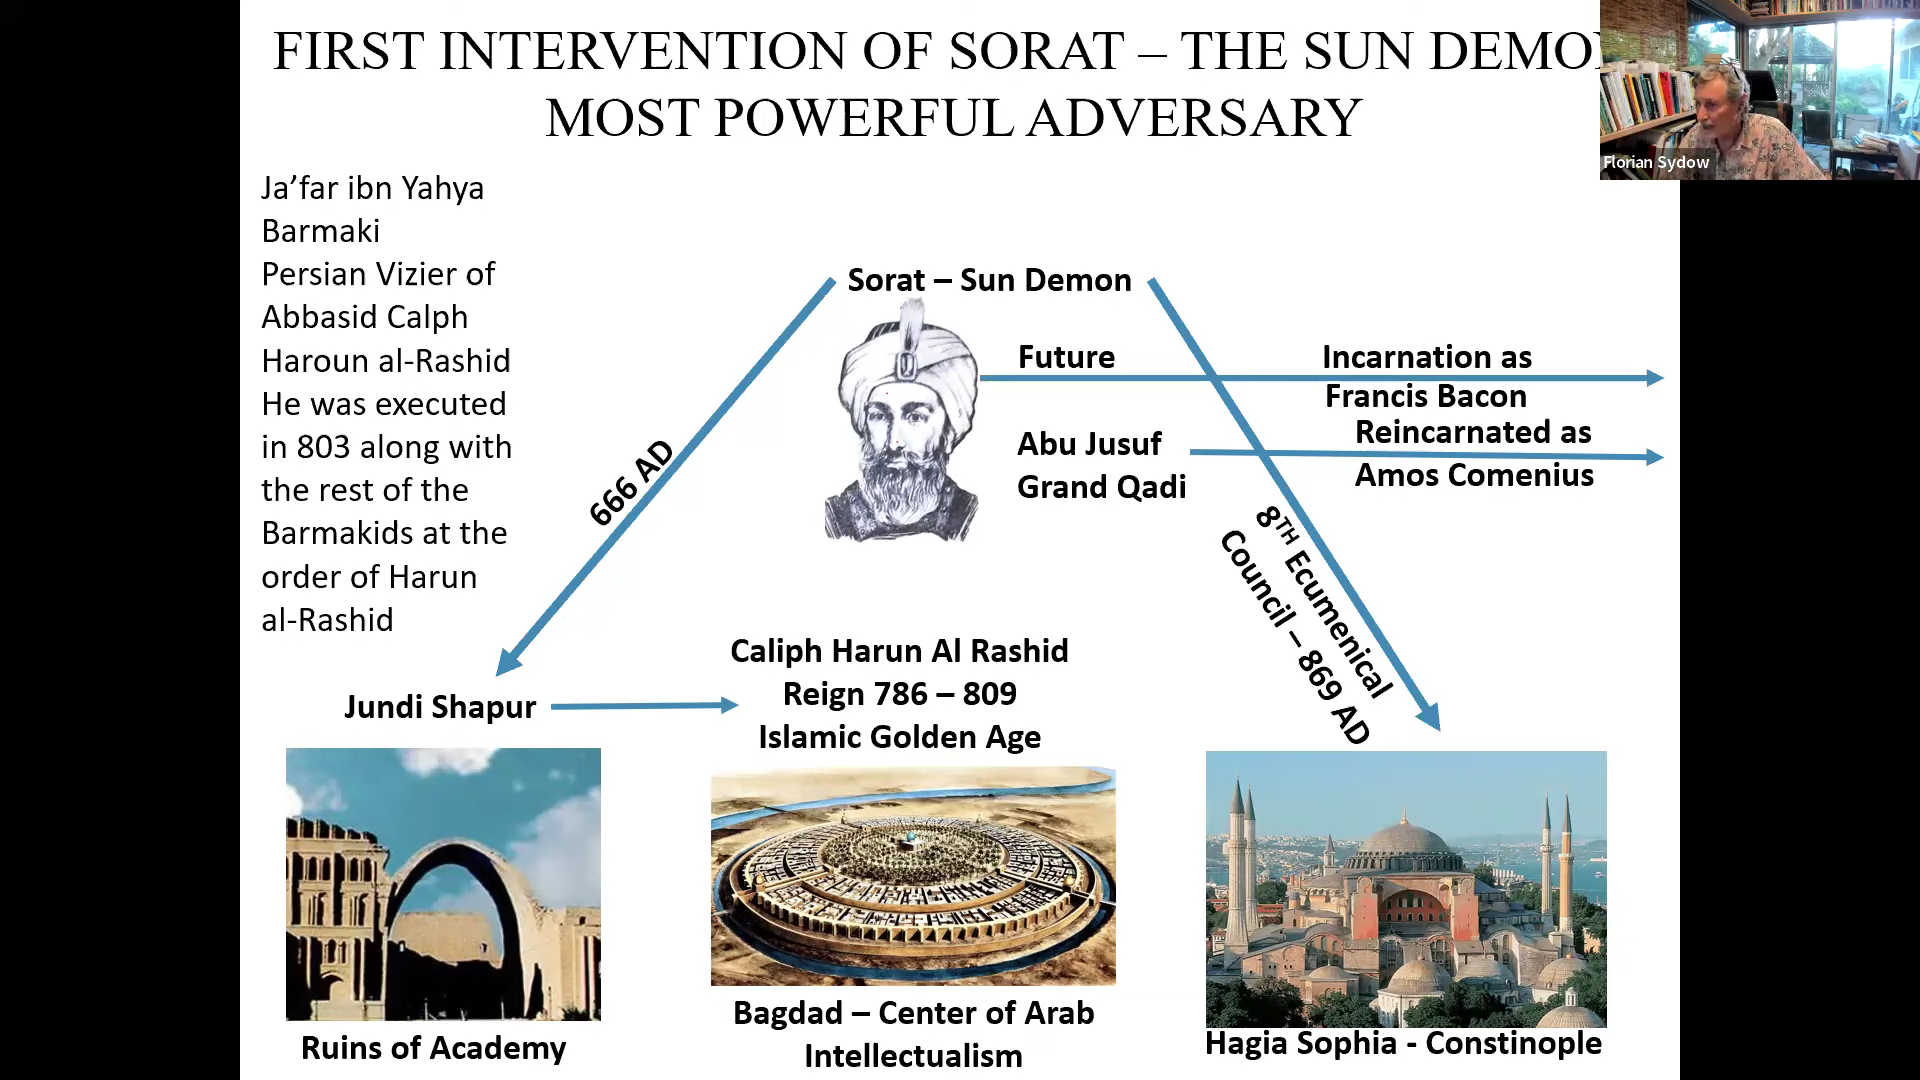 FIRST INTERVENTION OF SORAT – THE SUN DEMO
MOST POWERFUL ADVERSARY
Florian Sydow
Ja’far ibn Yahya
Barmaki
Persian Vizier of
Abbasid Calph
Haroun al-Rashid
He was executed
in 803 along with
the rest of the
Barmakids at the
order of Harun
al-Rashid
Sorat – Sun Demon
666 AD
Future
Incarnation as
Francis Bacon
Abu Jusuf
Grand Qadi
Reincarnated as
Amos Comenius
8TH Ecumenical
Council – 869 AD
Jundi Shapur
Caliph Harun Al Rashid
Reign 786 – 809
Islamic Golden Age
Ruins of Academy
Bagdad – Center of Arab
Intellectualism
Hagia Sophia - Constinople